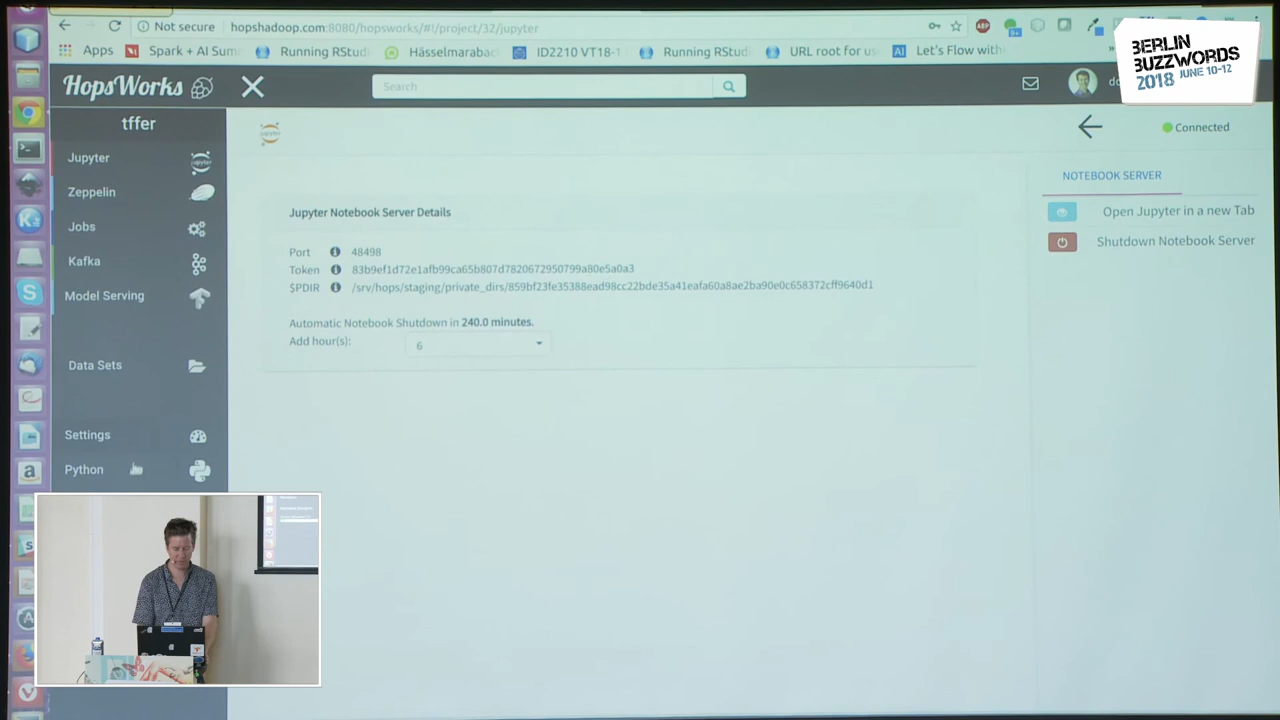 Not secure
hopshadoop.com:8080/hopsworks/#!/project/32/jupyter
Apps
Spark + AI Sum
Running RStudi
Hässelmaraba
ID2210 VT18-1
Running RStudi
URL root for us
Let's Flow with
BERLIN
BUZZWORDS
2018 JUNE 10-12
HopsWorks
Search
tffer
Connected
Jupyter
Zeppelin
Jobs
Kafka
Model Serving
Data Sets
Settings
Python
Jupyter Notebook Server Details
Port 48498
Token 83b9ef1d72e1afb99ca65b807d7820672950799a80e5a0a3
$PDIR /srv/hops/staging/private_dirs/859bf23fe35388ead98cc22bde35a41eafa60a8ae2ba90e0c658372cff9640d1
Automatic Notebook Shutdown in 240.0 minutes.
Add hour(s): 6
NOTEBOOK SERVER
Open Jupyter in a new Tab
Shutdown Notebook Server